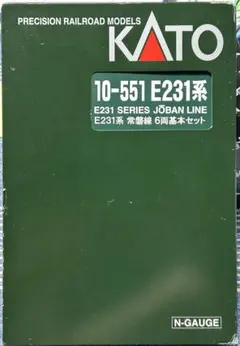 PRECISION RAILROAD MODELS
KATO
10-551 E231系
E231 SERIES JŌBAN LINE
E231系 常磐線 6両基本セット
N-GAUGE